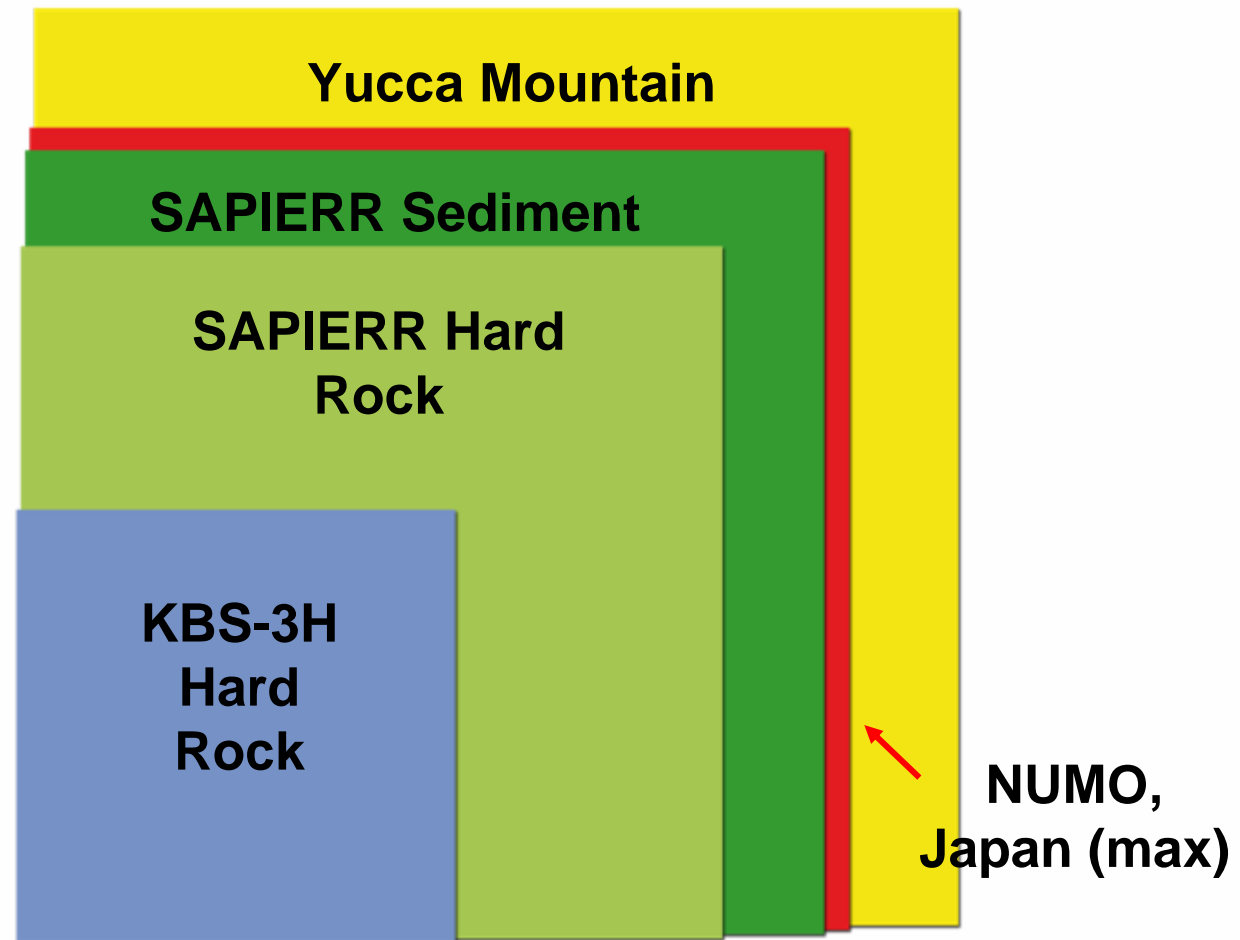 Yucca Mountain
SAPIERR Sediment
SAPIERR Hard
Rock
KBS-3H
Hard
Rock
NUMO,
Japan (max)